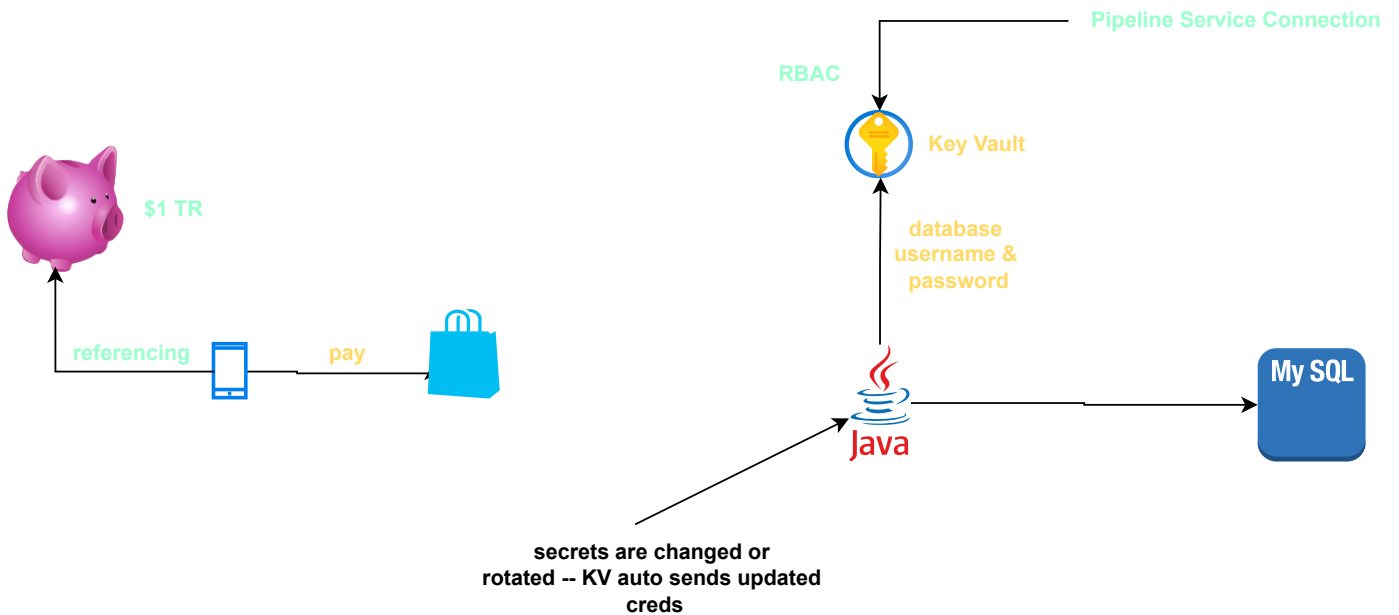 Pipeline Service Connection
RBAC
Key Vault
$1 TR
database
username &
password
referencing
pay
My SQL
Java
secrets are changed or
rotated -- KV auto sends updated
creds